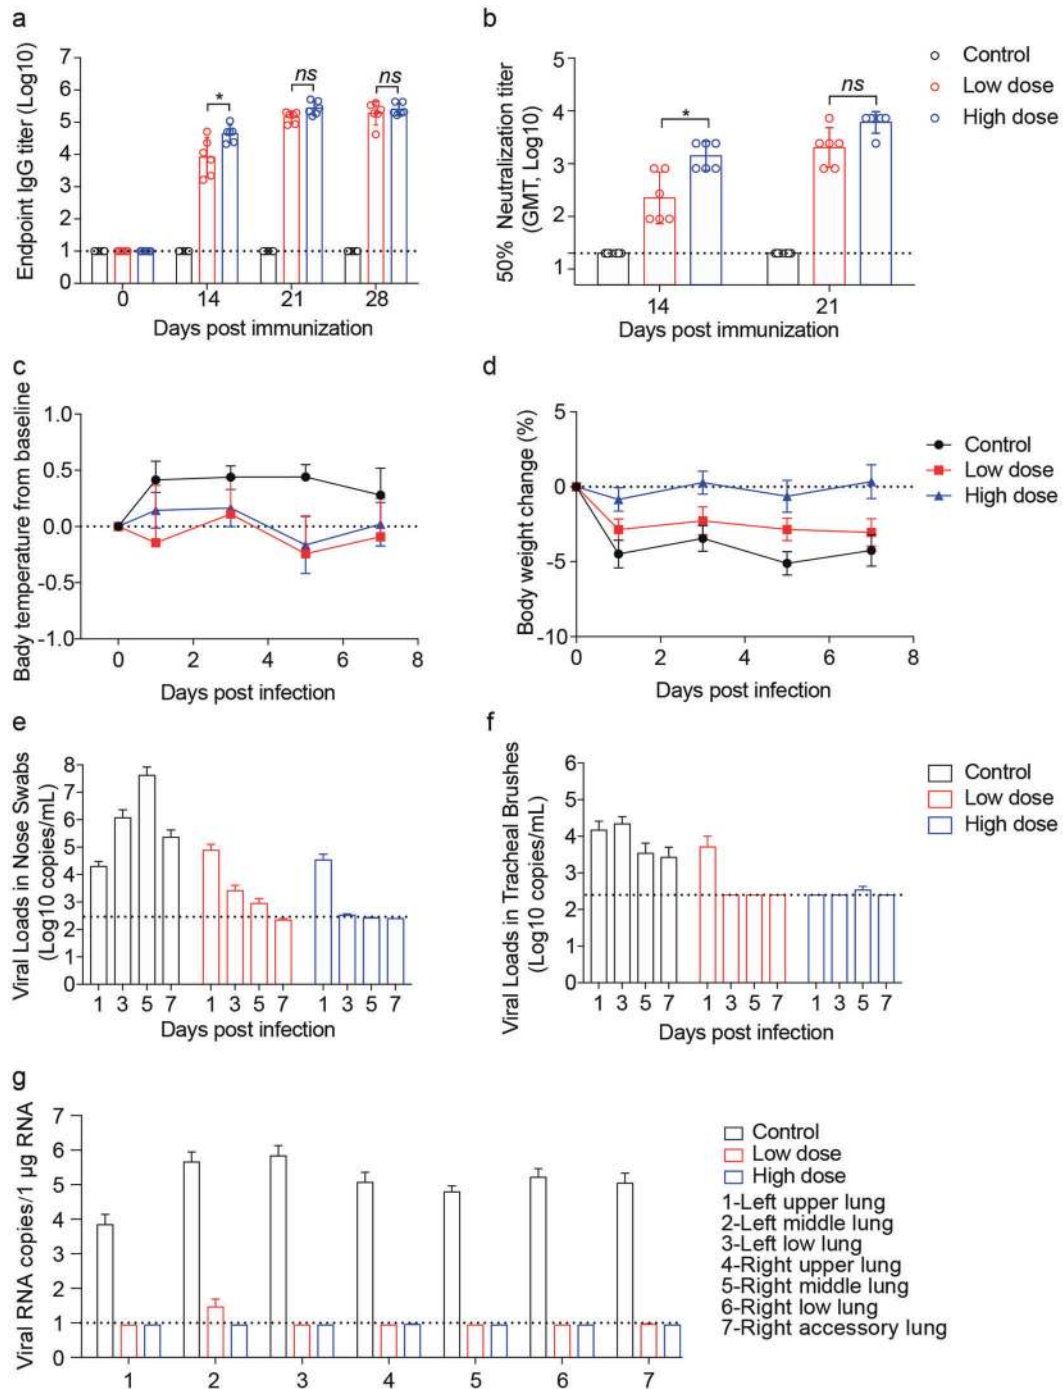 a
Endpoint IgG titer (Log10)
7
6
5
4
3
2
1
0
*
ns
ns
0 14 21 28
Days post immunization
b
50% Neutralization titer
(GMT, Log10)
5
4
3
2
1
*
ns
14 21
Days post immunization
Control
Low dose
High dose
c
Bady temperature from baseline
1.0
0.5
0.0
-0.5
-1.0
0 2 4 6 8
Days post infection
d
Body weight change (%)
5
0
-5
-10
0 2 4 6 8
Days post infection
Control
Low dose
High dose
e
Viral Loads in Nose Swabs
(Log10 copies/mL)
8
7
6
5
4
3
2
1
0
1 3 5 7 1 3 5 7 1 3 5 7
Days post infection
f
Viral Loads in Tracheal Brushes
(Log10 copies/mL)
6
5
4
3
2
1
0
1 3 5 7 1 3 5 7 1 3 5 7
Days post infection
Control
Low dose
High dose
g
Viral RNA copies/1 µg RNA
7
6
5
4
3
2
1
0
1 2 3 4 5 6 7
Control
Low dose
High dose
1-Left upper lung
2-Left middle lung
3-Left low lung
4-Right upper lung
5-Right middle lung
6-Right low lung
7-Right accessory lung